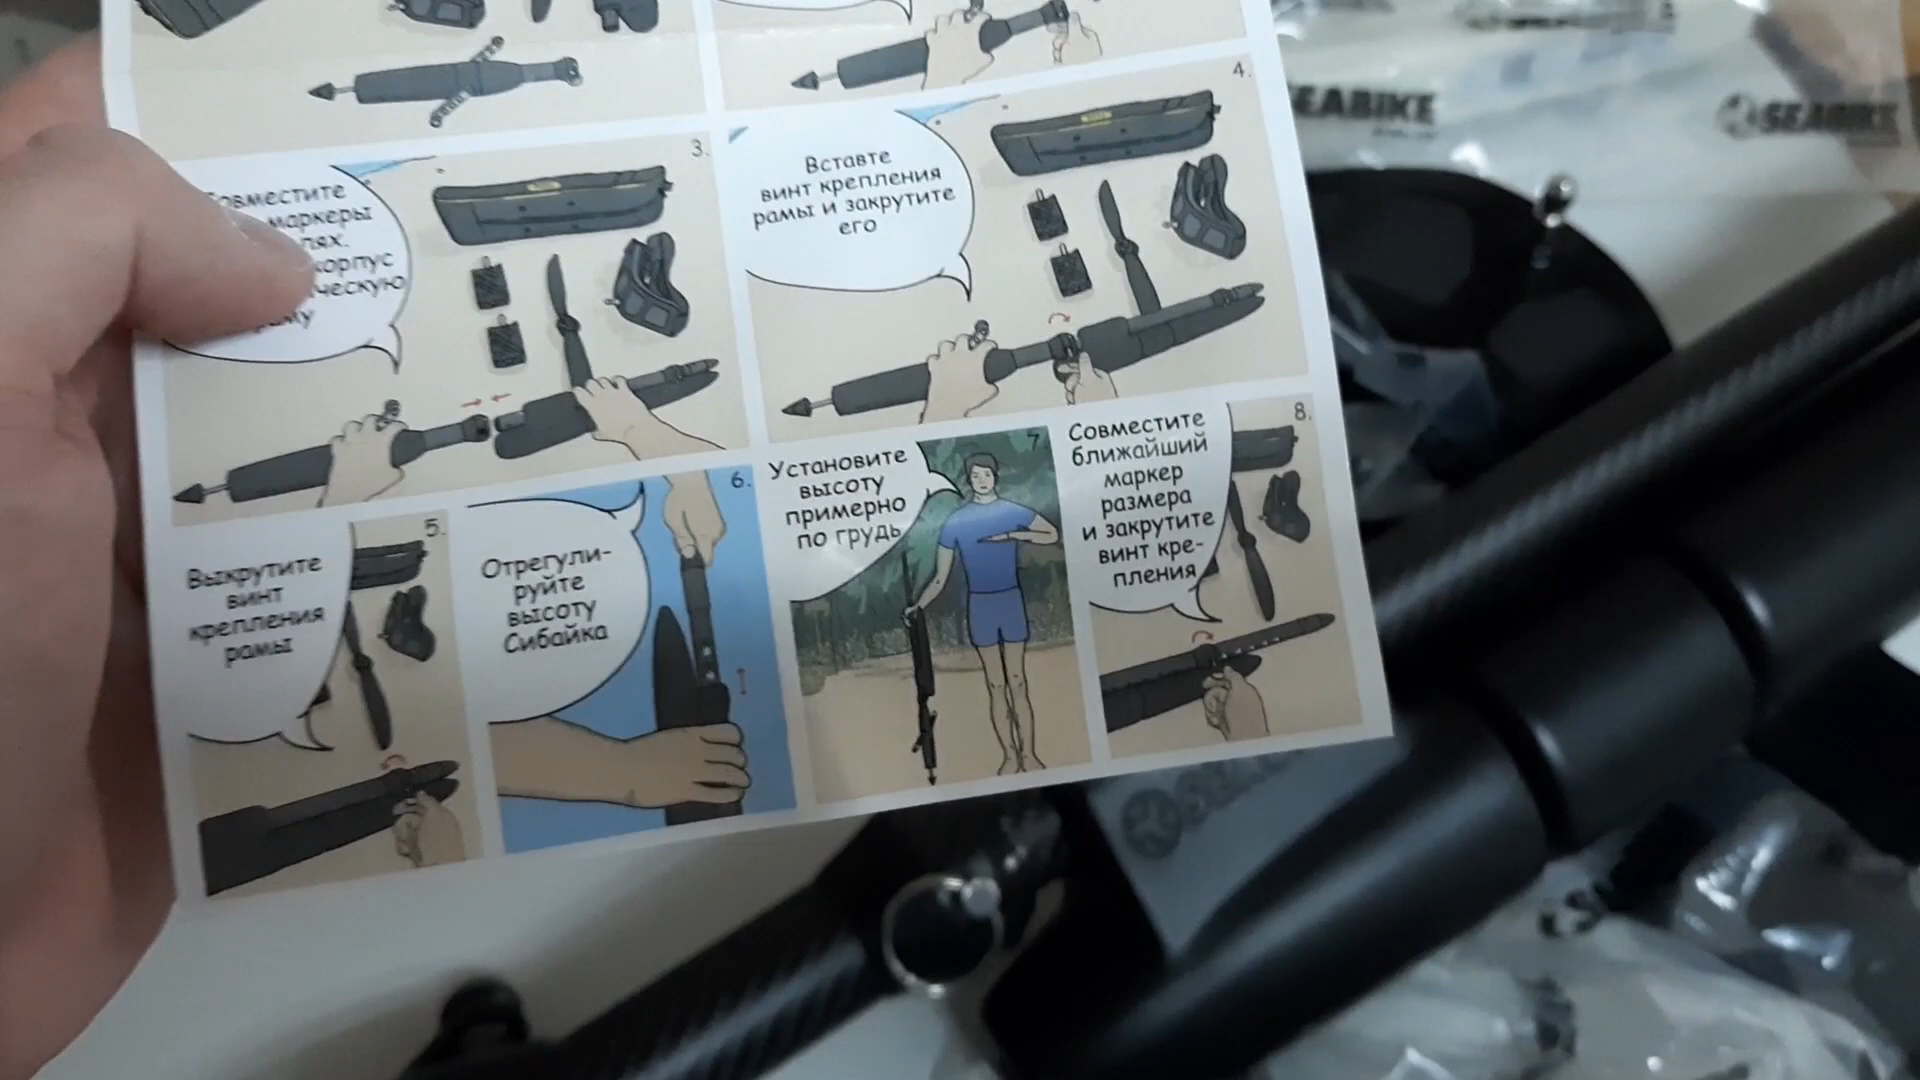 3.
Совместите
маркеры
корпус
4.
Вставте
винт крепления
рамы и закрутите
его
5.
Выкрутите
винт
крепления
рамы
6.
Отрегули-
руйте
высоту
Сибайка
7
Установите
высоту
примерно
по грудь
8.
Совместите
ближайший
маркер
размера
и закрутите
винт кре-
пления
SEABIKE
SEABIKE